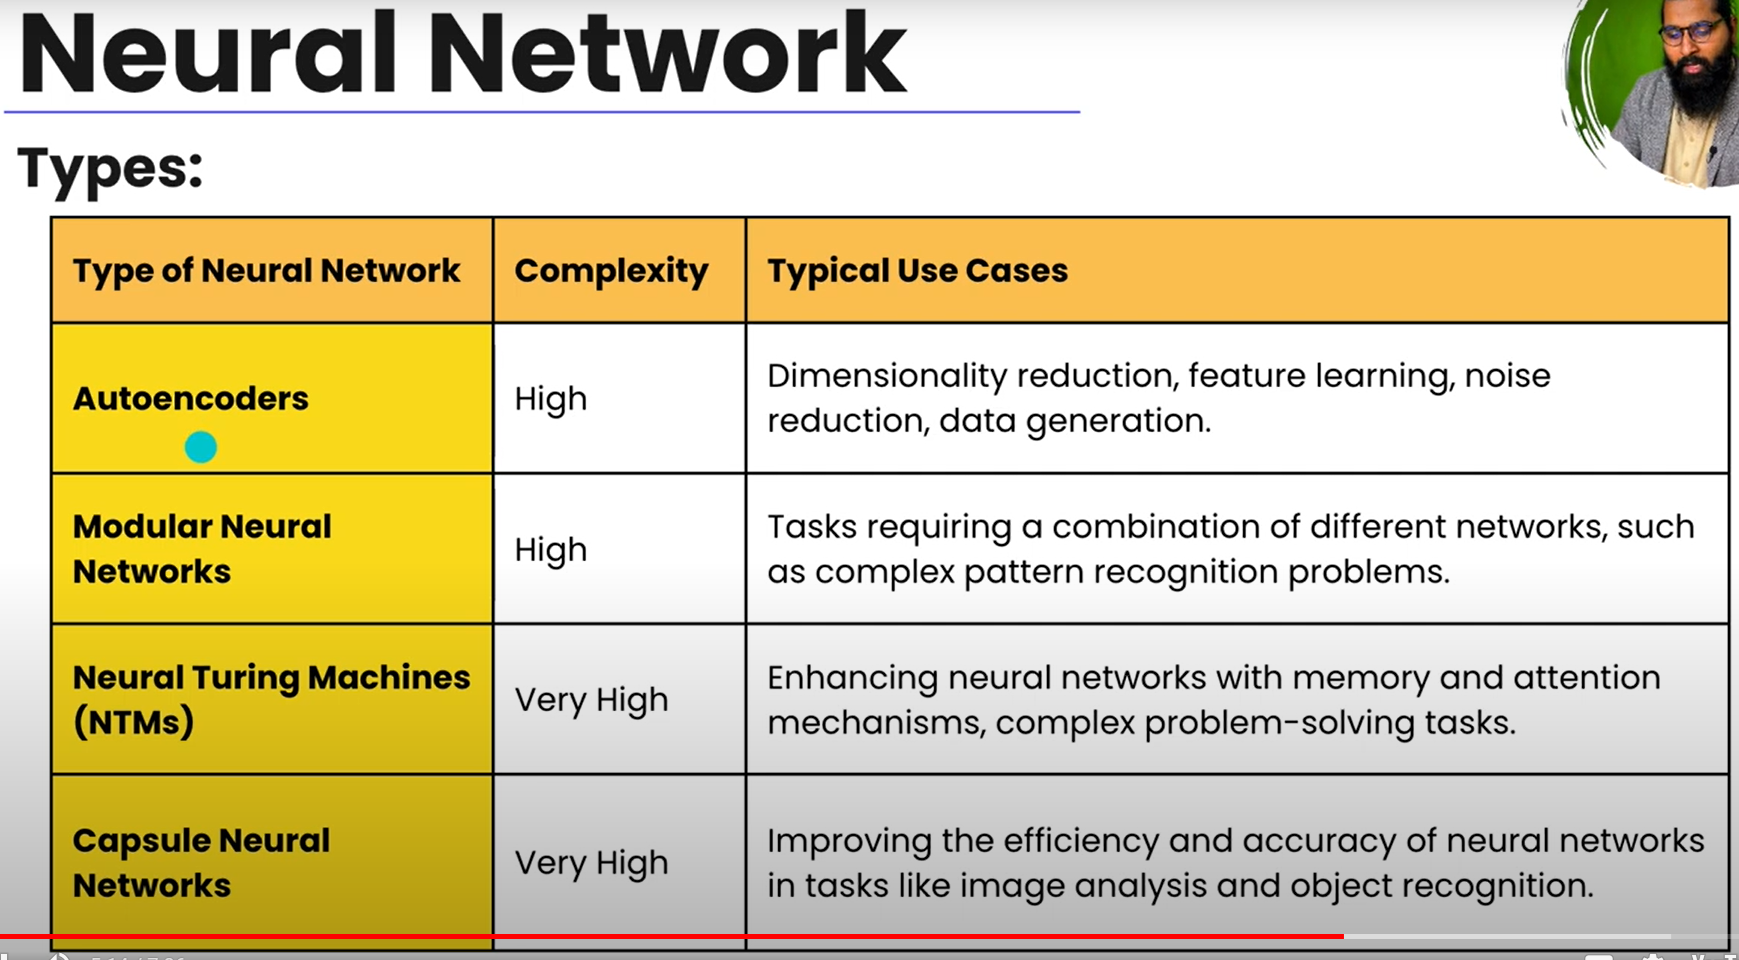 Neural Network
Types:
Type of Neural Network
Complexity
Typical Use Cases
Autoencoders
High
Dimensionality reduction, feature learning, noise
reduction, data generation.
Modular Neural
Networks
High
Tasks requiring a combination of different networks, such
as complex pattern recognition problems.
Neural Turing Machines
(NTMs)
Very High
Enhancing neural networks with memory and attention
mechanisms, complex problem-solving tasks.
Capsule Neural
Networks
Very High
Improving the efficiency and accuracy of neural networks
in tasks like image analysis and object recognition.